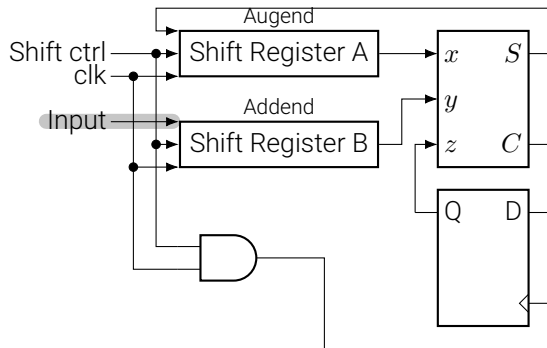 Augend
Shift ctrl
Shift Register A
x
S
clk
Addend
y
Input
Shift Register B
z
C
Q
D